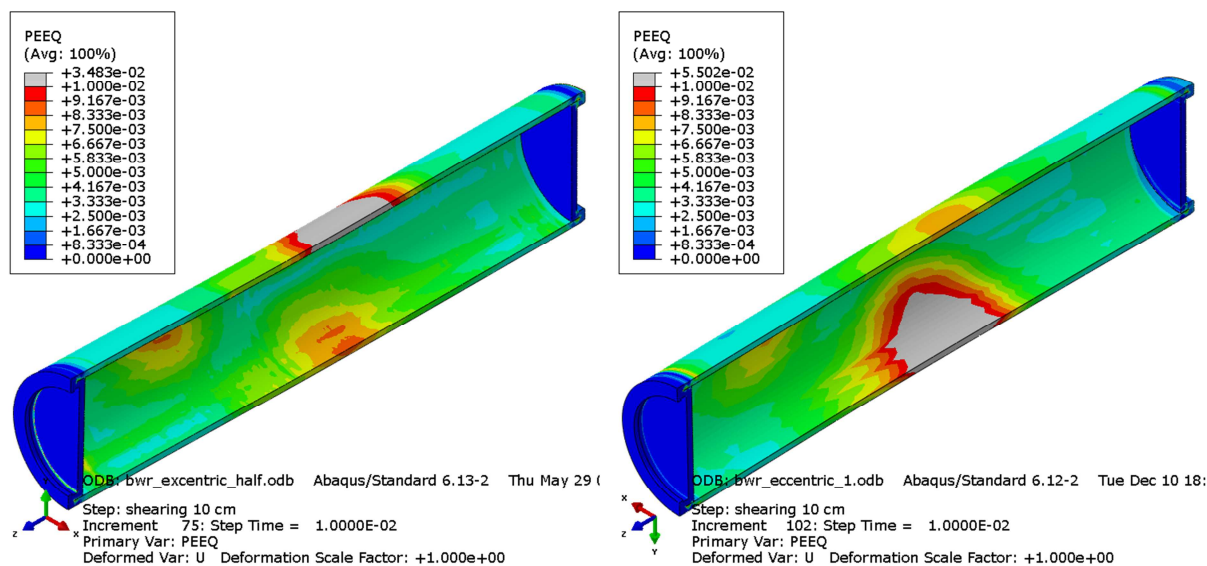 PEEQ
(Avg: 100%)
+3.483e-02
+1.000e-02
+9.167e-03
+8.333e-03
+7.500e-03
+6.667e-03
+5.833e-03
+5.000e-03
+4.167e-03
+3.333e-03
+2.500e-03
+1.667e-03
+8.333e-04
+0.000e+00
ODB: bwr_excentric_half.odb Abaqus/Standard 6.13-2 Thu May 29
Step: shearing 10 cm
Increment 75: Step Time = 1.0000E-02
Primary Var: PEEQ
Deformed Var: U Deformation Scale Factor: +1.000e+00
z x
PEEQ
(Avg: 100%)
+5.502e-02
+1.000e-02
+9.167e-03
+8.333e-03
+7.500e-03
+6.667e-03
+5.833e-03
+5.000e-03
+4.167e-03
+3.333e-03
+2.500e-03
+1.667e-03
+8.333e-04
+0.000e+00
ODB: bwr_eccentric_1.odb Abaqus/Standard 6.12-2 Tue Dec 10 18:
Step: shearing 10 cm
Increment 102: Step Time = 1.0000E-02
Primary Var: PEEQ
Deformed Var: U Deformation Scale Factor: +1.000e+00
x
z
Y